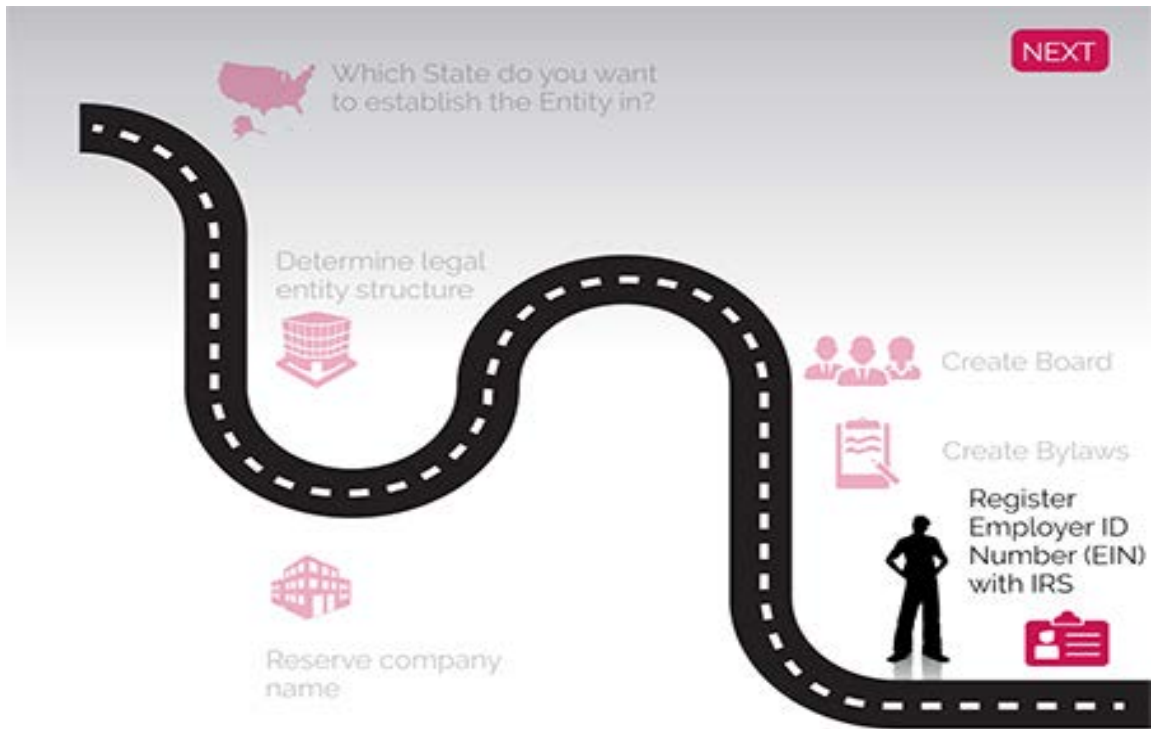 NEXT
Which State do you want
to establish the Entity in?
Determine legal
entity structure
Reserve company
name
Create Board
Create Bylaws
Register
Employer ID
Number (EIN)
with IRS